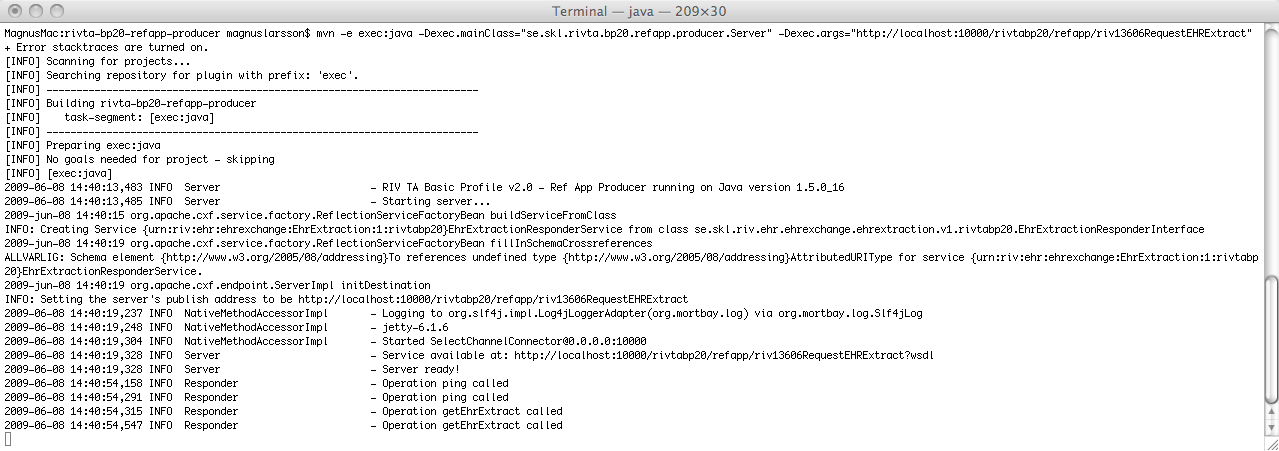 Terminal — java — 209×30
MagnusMac:rivta-bp20-refapp-producer magnuslarsson$ mvn -e exec:java -Dexec.mainClass="se.skl.rivta.bp20.refapp.producer.Server" -Dexec.args="http://localhost:10000/rivtabp20/refapp/riv13606RequestEHRExtract"
+ Error stacktraces are turned on.
[INFO] Scanning for projects...
[INFO] Searching repository for plugin with prefix: 'exec'.
[INFO] ------------------------------------------------------------------------
[INFO] Building rivta-bp20-refapp-producer
[INFO]    task-segment: [exec:java]
[INFO] ------------------------------------------------------------------------
[INFO] Preparing exec:java
[INFO] No goals needed for project - skipping
[INFO] [exec:java]
2009-06-08 14:40:13,483 INFO  Server                         - RIV TA Basic Profile v2.0 - Ref App Producer running on Java version 1.5.0_16
2009-06-08 14:40:13,485 INFO  Server                         - Starting server...
2009-jun-08 14:40:15 org.apache.cxf.service.factory.ReflectionServiceFactoryBean buildServiceFromClass
INFO: Creating Service {urn:riv:ehr:ehrexchange:EhrExtraction:1:rivtabp20}EhrExtractionResponderService from class se.skl.riv.ehr.ehrexchange.ehrextraction.v1.rivtabp20.EhrExtractionResponderInterface
2009-jun-08 14:40:19 org.apache.cxf.service.factory.ReflectionServiceFactoryBean fillInSchemaCrossreferences
ALLVARLIG: Schema element {http://www.w3.org/2005/08/addressing}To references undefined type {http://www.w3.org/2005/08/addressing}AttributedURIType for service {urn:riv:ehr:ehrexchange:EhrExtraction:1:rivtabp
20}EhrExtractionResponderService.
2009-jun-08 14:40:19 org.apache.cxf.endpoint.ServerImpl initDestination
INFO: Setting the server's publish address to be http://localhost:10000/rivtabp20/refapp/riv13606RequestEHRExtract
2009-06-08 14:40:19,237 INFO  NativeMethodAccessorImpl       - Logging to org.slf4j.impl.Log4jLoggerAdapter(org.mortbay.log) via org.mortbay.log.Slf4jLog
2009-06-08 14:40:19,248 INFO  NativeMethodAccessorImpl       - jetty-6.1.6
2009-06-08 14:40:19,304 INFO  NativeMethodAccessorImpl       - Started SelectChannelConnector@0.0.0.0:10000
2009-06-08 14:40:19,328 INFO  Server                         - Service available at: http://localhost:10000/rivtabp20/refapp/riv13606RequestEHRExtract?wsdl
2009-06-08 14:40:19,328 INFO  Server                         - Server ready!
2009-06-08 14:40:54,158 INFO  Responder                      - Operation ping called
2009-06-08 14:40:54,291 INFO  Responder                      - Operation ping called
2009-06-08 14:40:54,315 INFO  Responder                      - Operation getEhrExtract called
2009-06-08 14:40:54,547 INFO  Responder                      - Operation getEhrExtract called